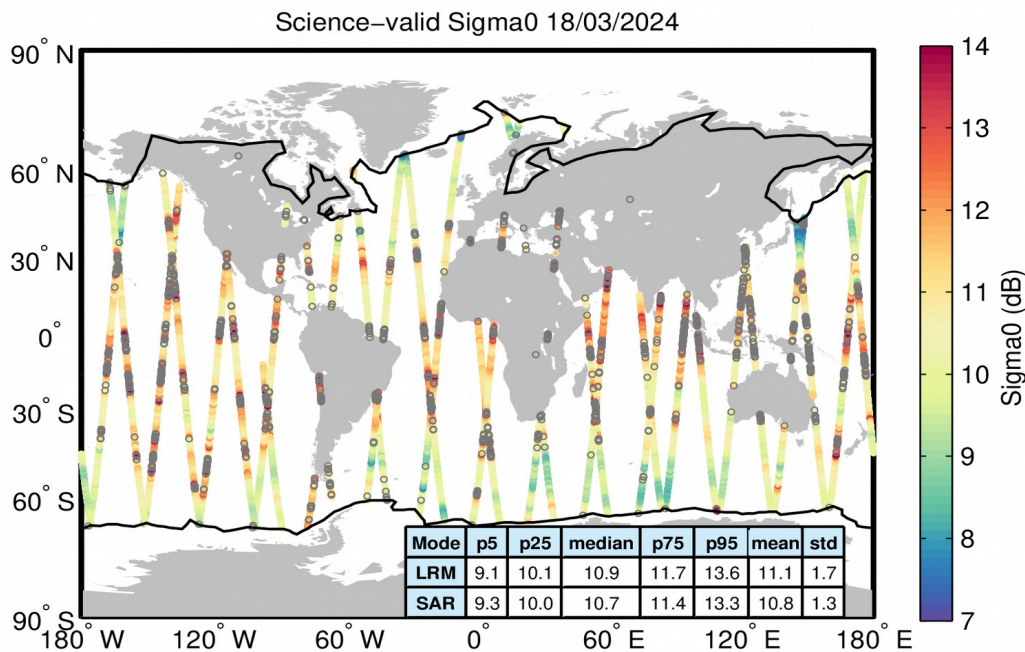 Science−valid Sigma0 18/03/2024
90° N
60° N
30° N
0°
30° S
60° S
90° S
180° W
120° W
60° W
0°
60° E
120° E
180° E
Mode p5 p25 median p75 p95 mean std
LRM 9.1 10.1 10.9 11.7 13.6 11.1 1.7
SAR 9.3 10.0 10.7 11.4 13.3 10.8 1.3
14
13
12
11
10
9
8
7
Sigma0 (dB)